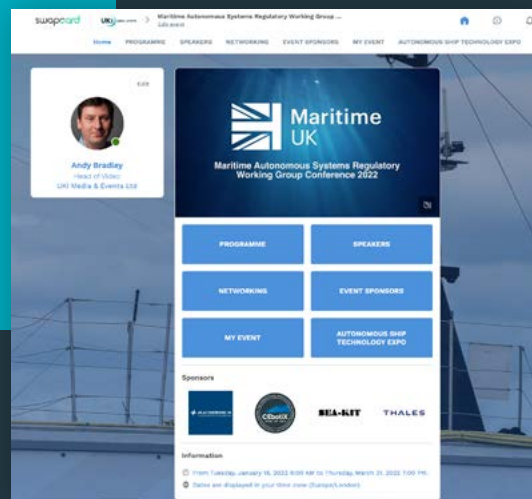 swapcard
Maritime Autonomous Systems Regulatory Working Group ...
Live event
Home PROGRAMME SPEAKERS NETWORKING EVENT SPONSORS MY EVENT AUTONOMOUS SHIP TECHNOLOGY EXPO
Edit
Andy Bradley
Head of Video
UKI Media & Events Ltd
Maritime
UK
Maritime Autonomous Systems Regulatory
Working Group Conference 2022
PROGRAMME SPEAKERS
NETWORKING EVENT SPONSORS
MY EVENT AUTONOMOUS SHIP
TECHNOLOGY EXPO
Sponsors
SEA-KIT THALES
Information
From Tuesday, January 18, 2022 6:00 AM to Thursday, March 31, 2022 7:00 PM.
Dates are displayed in your time zone (Europe/London).